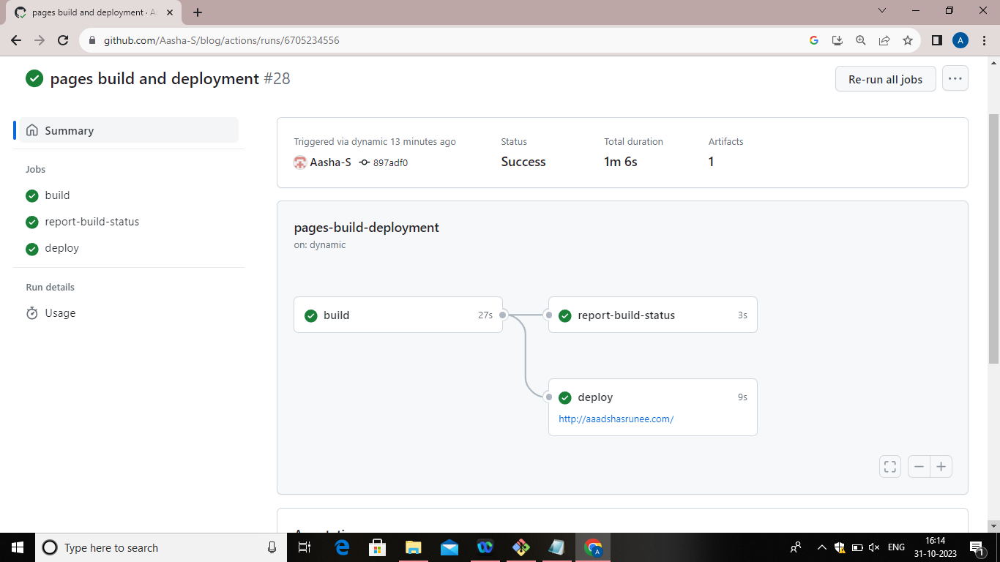 pages build and deployment · A
github.com/Aasha-S/blog/actions/runs/6705234556
A
pages build and deployment #28
Re-run all jobs
Summary
Jobs
build
report-build-status
deploy
Run details
Usage
Triggered via dynamic 13 minutes ago
Aasha-S 897adf0
Status
Success
Total duration
1m 6s
Artifacts
1
pages-build-deployment
on: dynamic
build 27s
report-build-status 3s
deploy 9s
http://aaadshasrunee.com/
Type here to search
ENG
16:14
31-10-2023
1